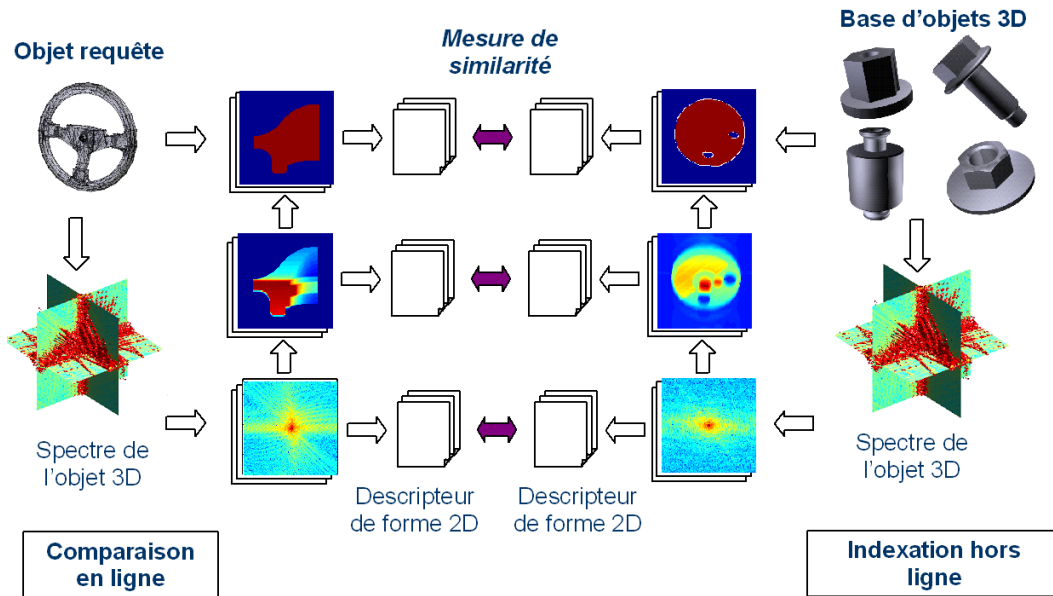 Objet requête
Mesure de
similarité
Base d'objets 3D
Spectre de
l'objet 3D
Descripteur
de forme 2D
Descripteur
de forme 2D
Spectre de
l'objet 3D
Comparaison
en ligne
Indexation hors
ligne